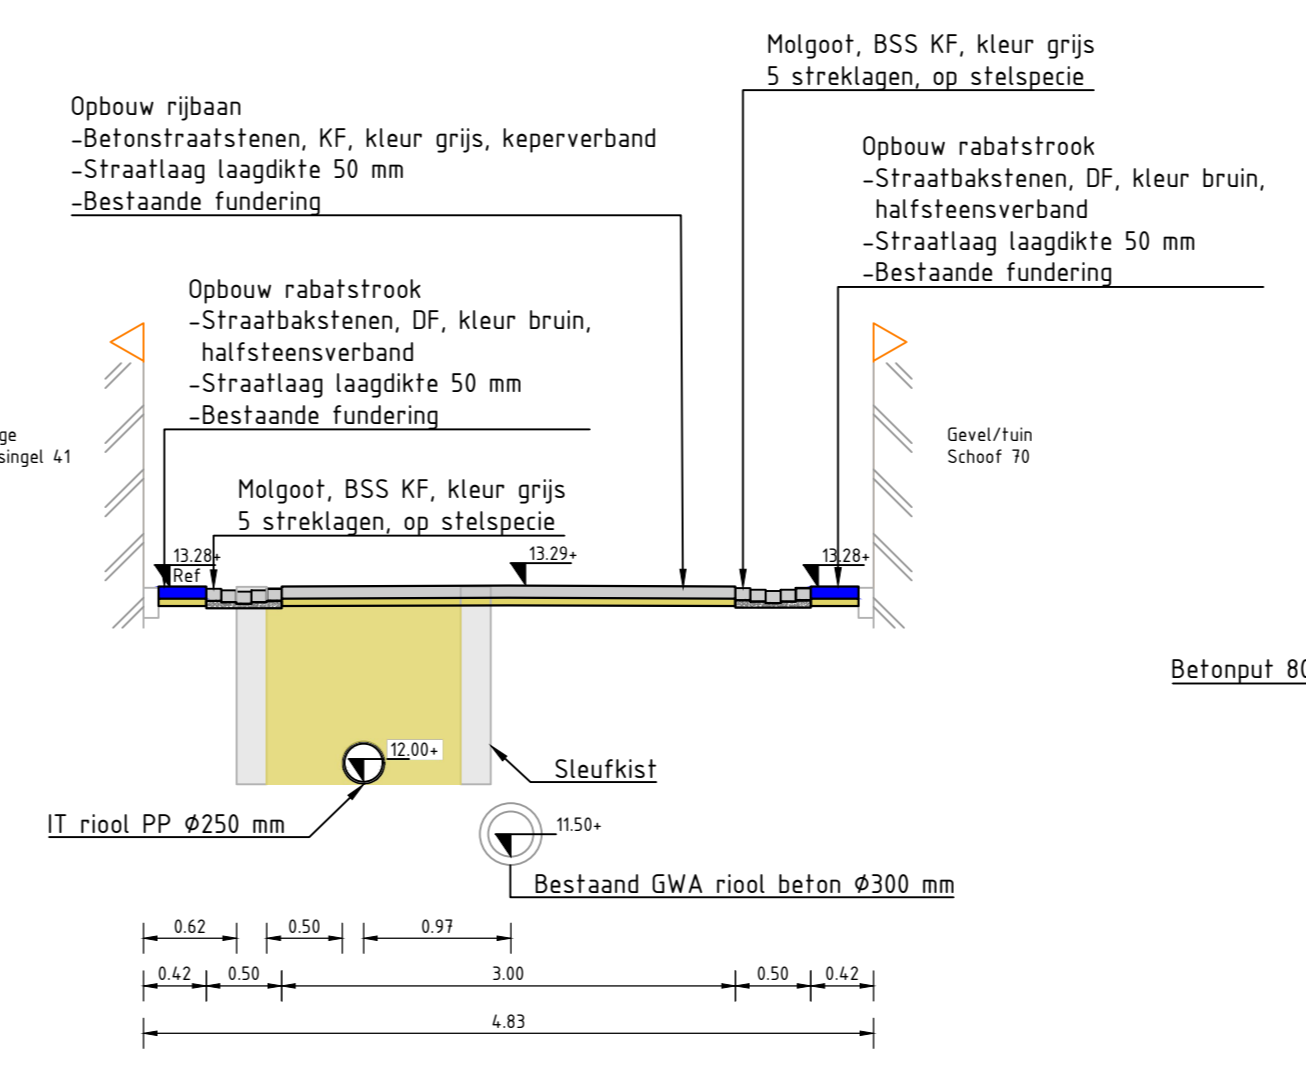 Molgoot, BSS KF, kleur grijs
5 streklagen, op stelspecie
Opbouw rijbaan
-Betonstraatstenen, KF, kleur grijs, keperverband
-Straatlaag laagdikte 50 mm
-Bestaande fundering
Opbouw rabatstrook
-Straatbakstenen, DF, kleur bruin,
halfsteensverband
-Straatlaag laagdikte 50 mm
-Bestaande fundering
Opbouw rabatstrook
-Straatbakstenen, DF, kleur bruin,
halfsteensverband
-Straatlaag laagdikte 50 mm
-Bestaande fundering
ge
singel 41
Gevel/tuin
Schoof 70
Molgoot, BSS KF, kleur grijs
5 streklagen, op stelspecie
13.28+
Ref
13.29+
13.28+
Betonput 80
12.00+
Sleufkist
IT riool PP Ø250 mm
11.50+
Bestaand GWA riool beton Ø300 mm
0.62 0.50 0.97
0.42 0.50 3.00 0.50 0.42
4.83